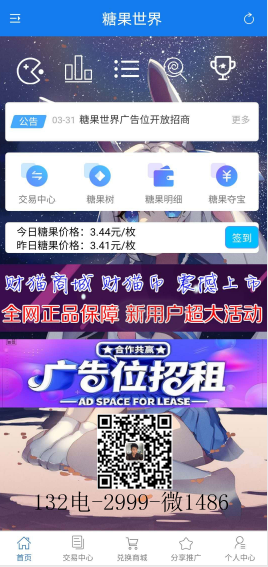 糖果世界
公告 03-31 糖果世界广告位开放招商 更多
交易中心 糖果树 糖果明细 糖果夺宝
今日糖果价格：3.44元/枚
昨日糖果价格：3.41元/枚
签到
财猫商城 财猫币 震撼上市
全网正品保障 新用户超大活动
★合作共赢★
广告位招租
AD SPACE FOR LEASE
132电-2999-微1486
首页 交易中心 兑换商城 分享推广 个人中心